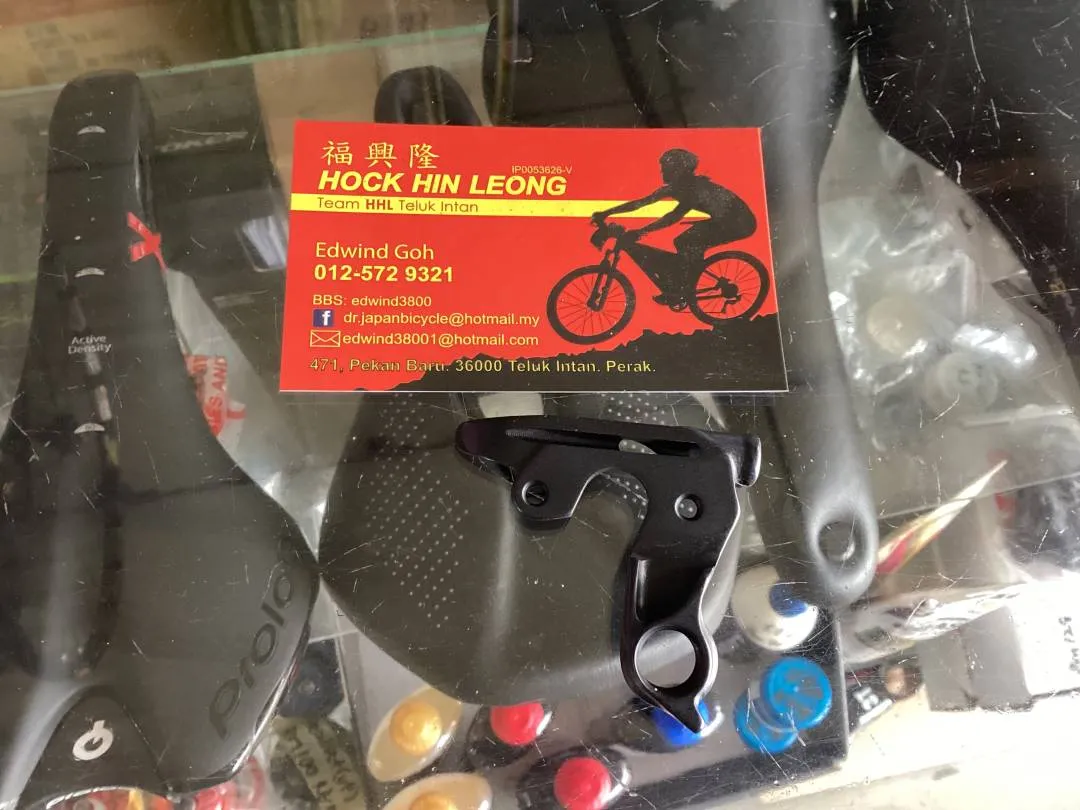 福興隆
IP0053626-V
HOCK HIN LEONG
Team HHL Teluk Intan
Edwind Goh
012-572 9321
BBS: edwind3800
f dr.japanbicycle@hotmail.my
edwind38001@hotmail.com
471, Pekan Baru. 36000 Teluk Intan. Perak.
Active
Density
prolo